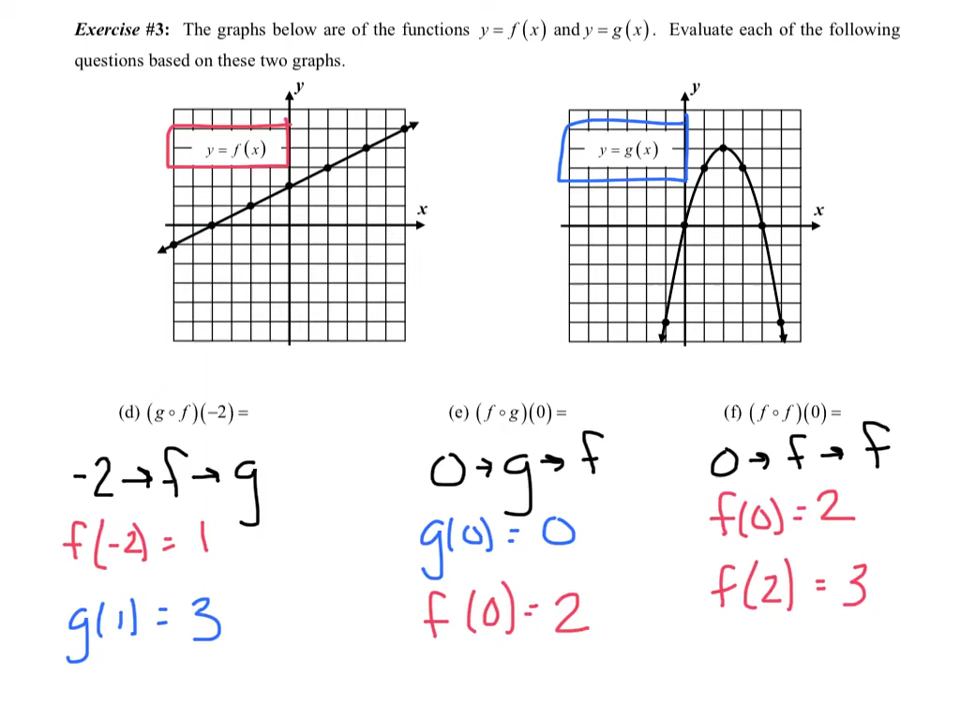 Exercise #3: The graphs below are of the functions y = f(x) and y = g(x). Evaluate each of the following
questions based on these two graphs.
y
y = f(x)
x
y
y = g(x)
x
(d) (g∘f)(−2) =
-2→f→g
f(-2) = 1
g(1) = 3
(e) (f∘g)(0) =
0→g→f
g(0) = 0
f(0) = 2
(f) (f∘f)(0) =
0→f→f
f(0) = 2
f(2) = 3